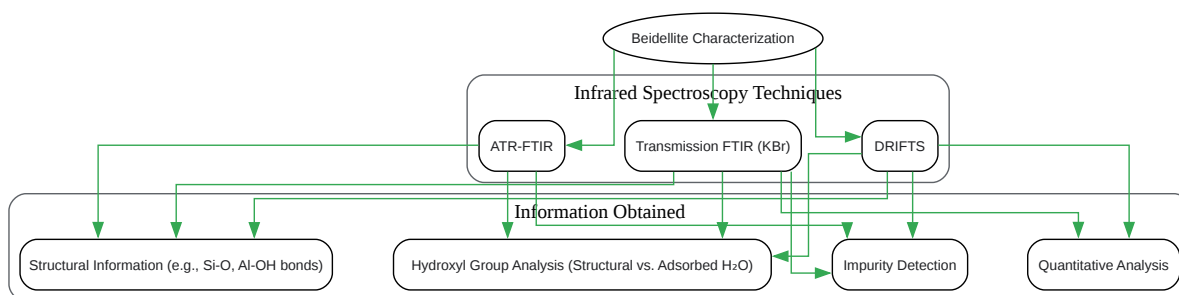 Beidellite Characterization
Infrared Spectroscopy Techniques
ATR-FTIR
Transmission FTIR (KBr)
DRIFTS
Information Obtained
Structural Information (e.g., Si-O, Al-OH bonds)
Hydroxyl Group Analysis (Structural vs. Adsorbed H₂O)
Impurity Detection
Quantitative Analysis